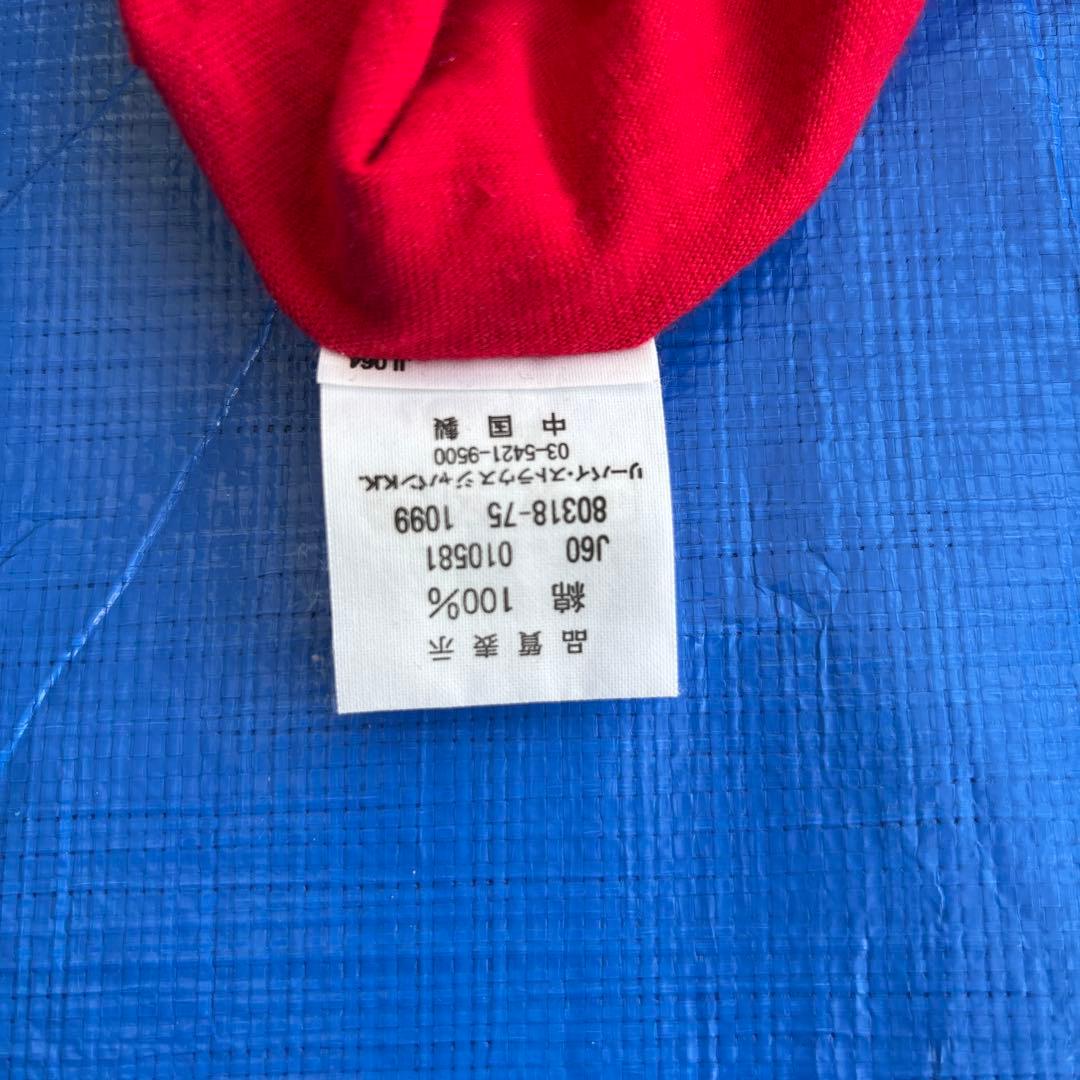 品質表示
綿 100%
J60 010581
80318-75 1099
リーバイ・ストラウス ジャパンK.K.
03-5421-9500
中国製